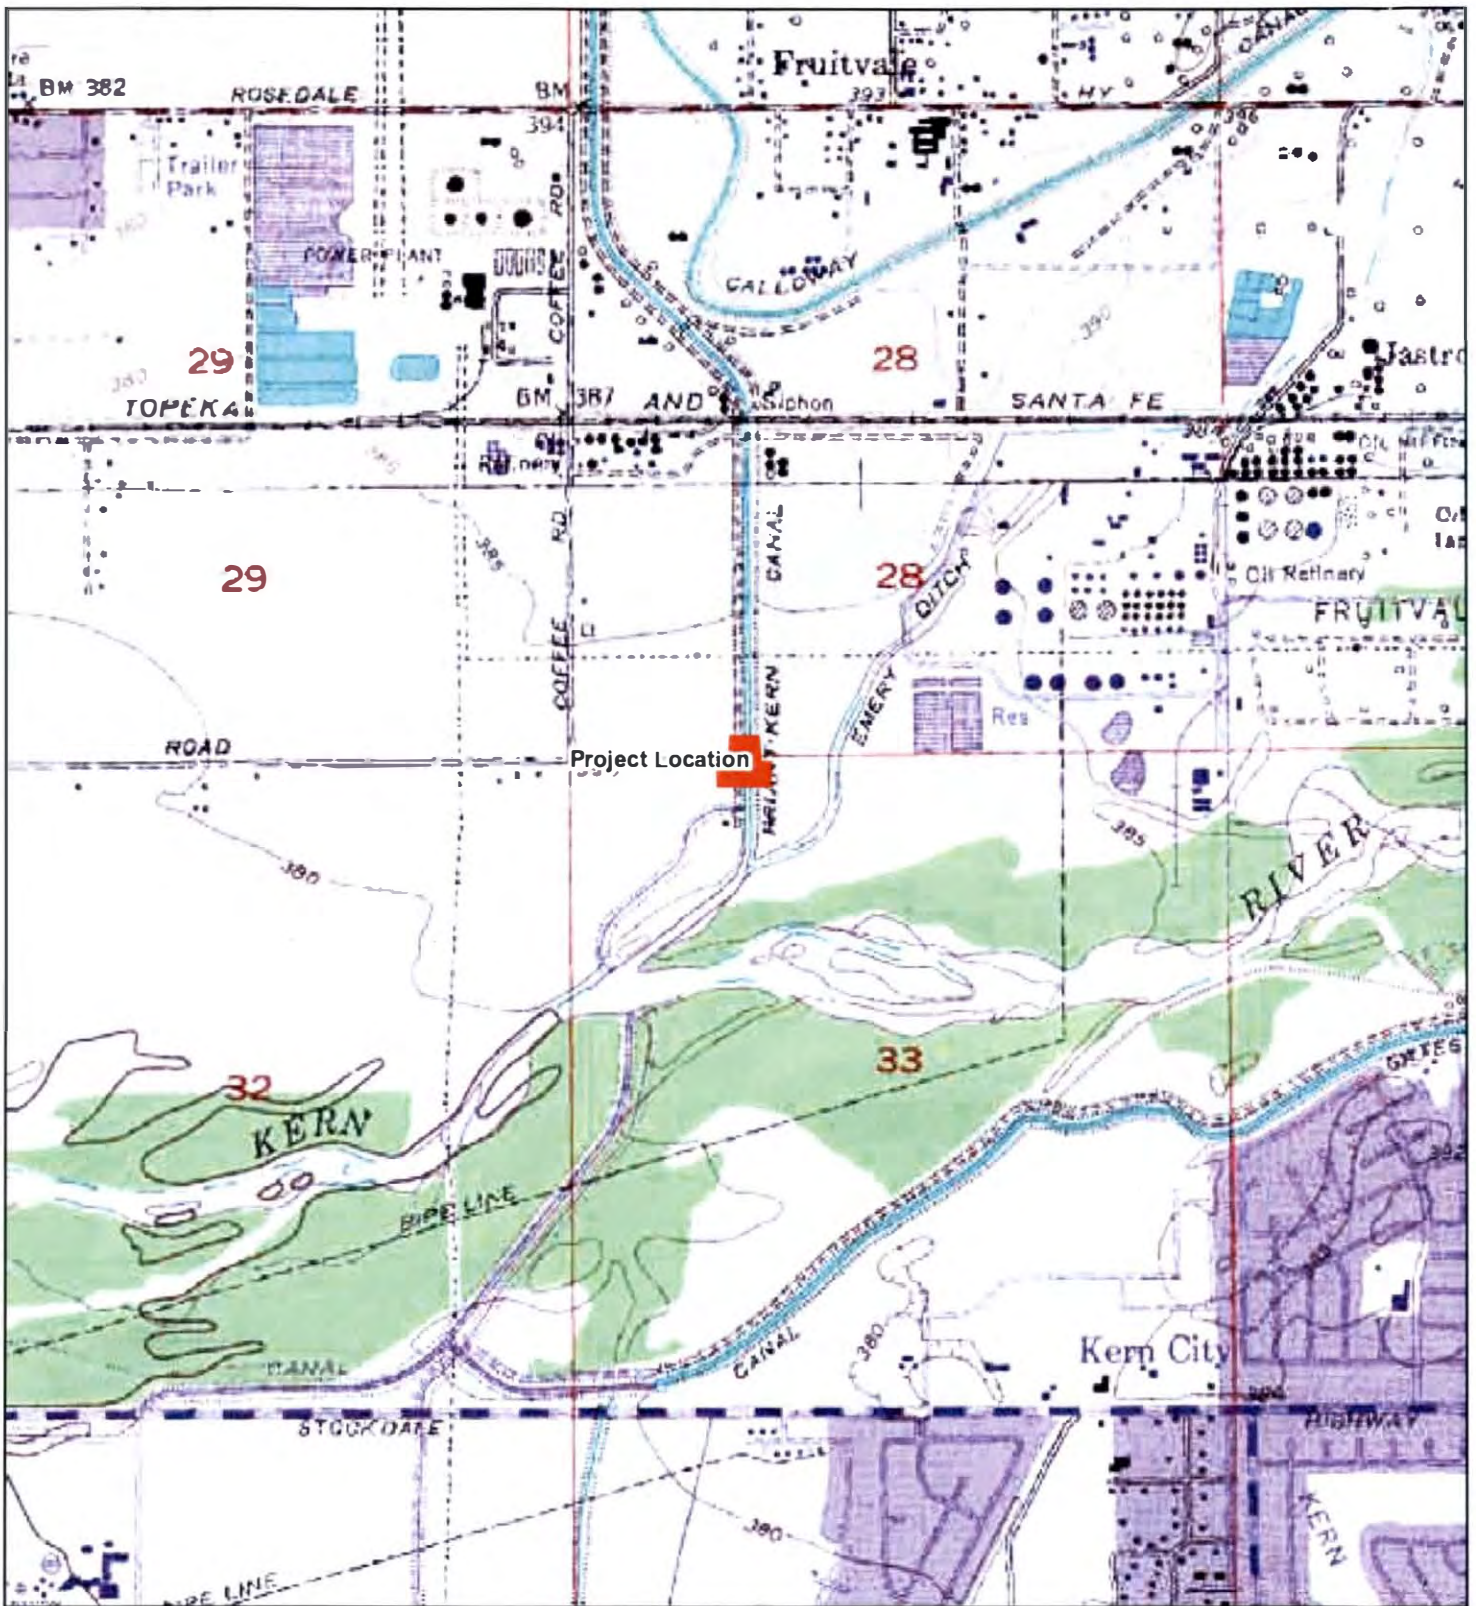 Fruitvale
BM 382
ROSEDALE
BM
394
393
HY
396
CANAL
Trailer
Park
POWER PLANT
COFFEE RD
CALLOWAY
390
380
29
28
Jastro
TOPEKA
BM 387
AND
Siphon
SANTA FE
Refinery
385
RD
CANAL
29
28
DITCH
Oil Refinery
FRUITVAL
COFFEE
FRIANT-KERN
EMERY
Res
ROAD
Project Location
385
380
RIVER
32
33
KERN
GATES
PIPE LINE
CANAL
CANAL
380
Kern City
STOCKDALE
HIGHWAY
KERN
380
PIPE LINE